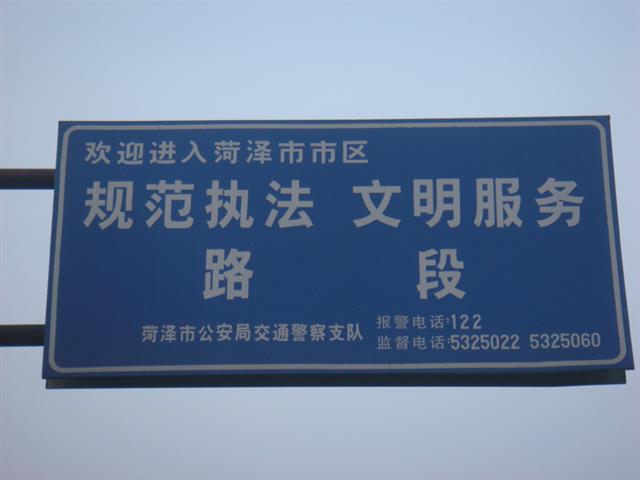 欢迎进入菏泽市市区
规范执法 文明服务
路 段
菏泽市公安局交通警察支队
报警电话:122
监督电话:5325022 5325060